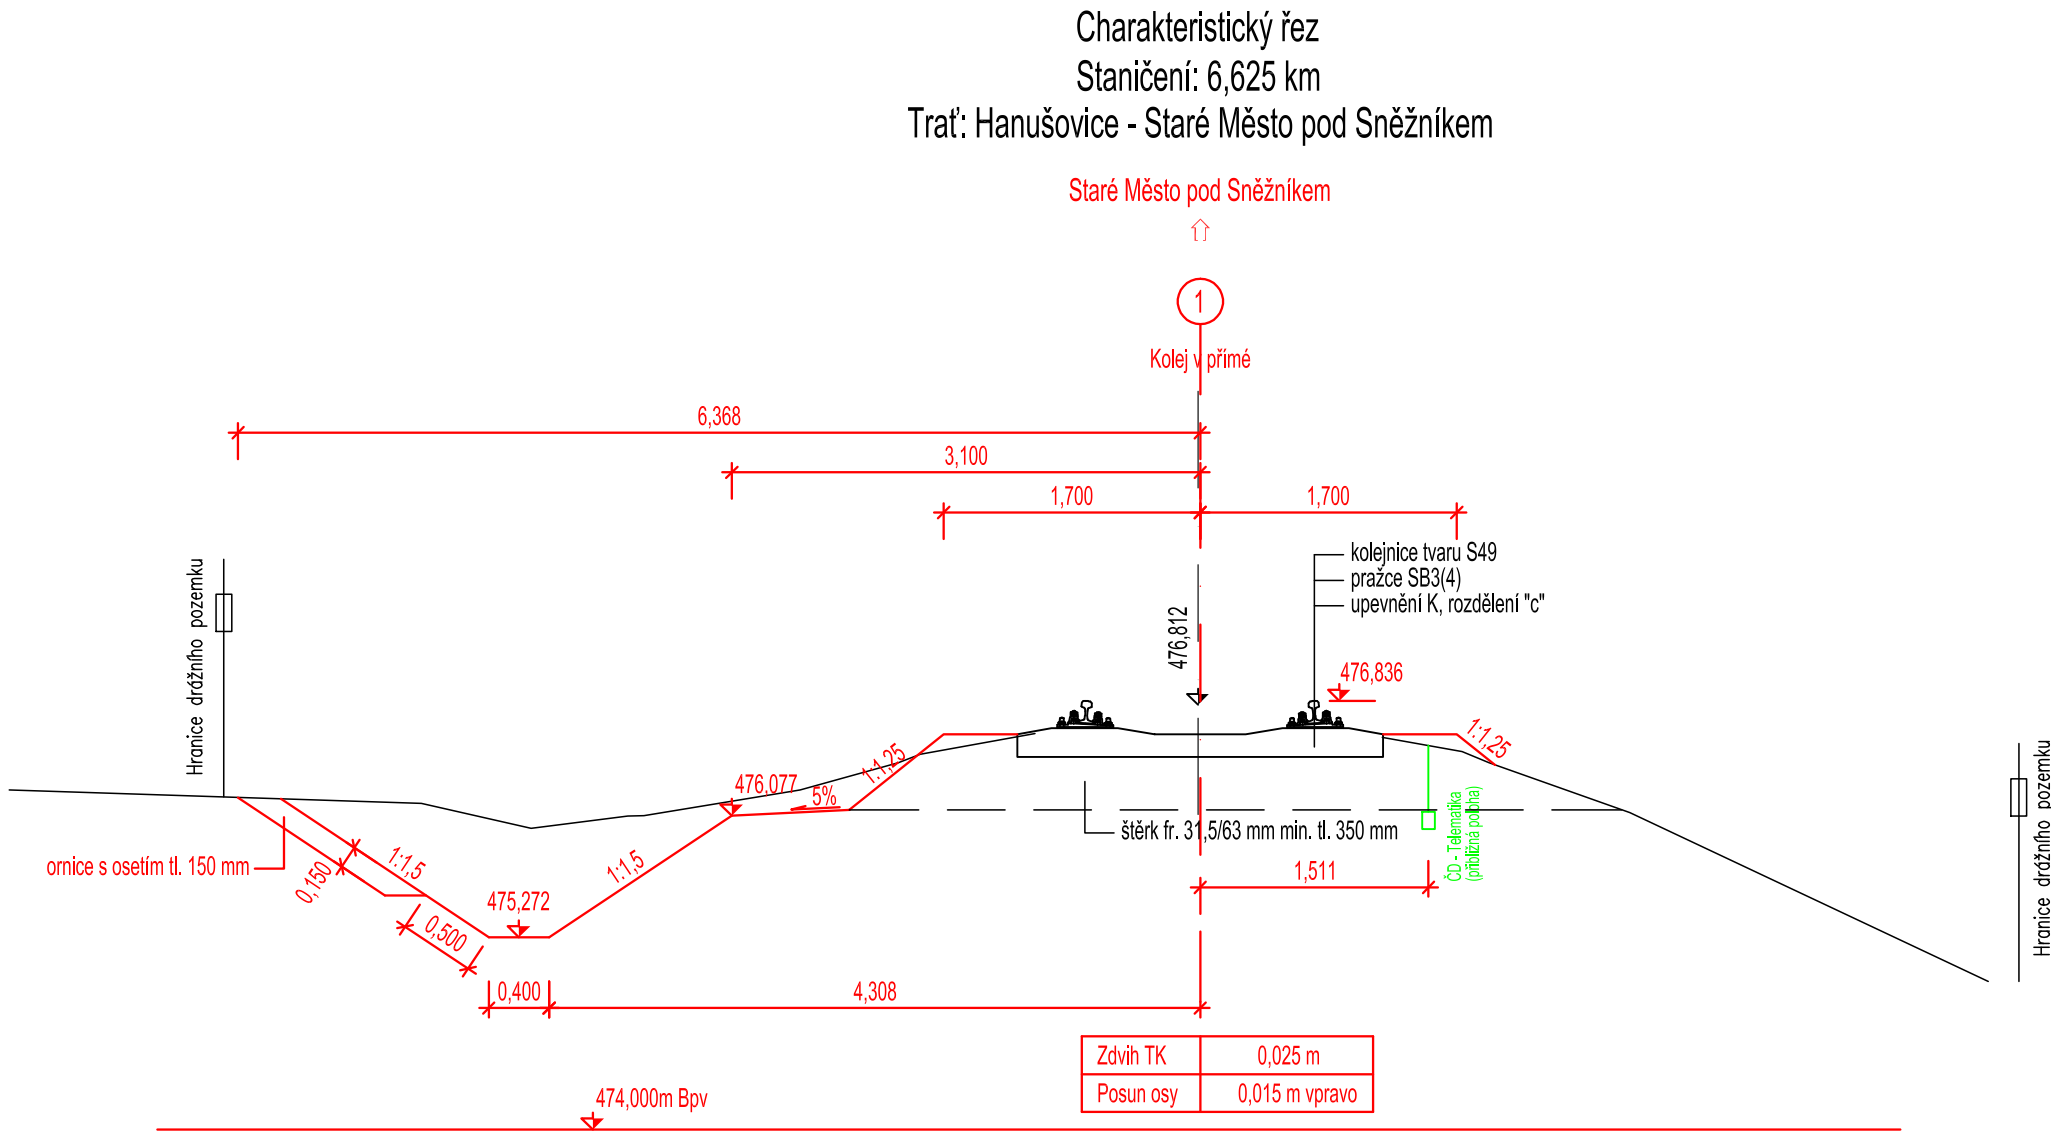 Charakteristický řez
Staničení: 6,625 km
Trať: Hanušovice - Staré Město pod Sněžníkem
Staré Město pod Sněžníkem
1
Kolej v přímé
6,368
3,100
1,700
1,700
kolejnice tvaru S49
pražce SB3(4)
upevnění K, rozdělení "c"
Hranice drážního pozemku
476,812
476,836
1:1,25
1:1,25
476,077
5%
štěrk fr. 31,5/63 mm min. tl. 350 mm
ČD - Telematika
(přibližná poloha)
Hranice drážního pozemku
ornice s osetím tl. 150 mm
0,150
1:1,5
1:1,5
1,511
475,272
0,500
0,400
4,308
Zdvih TK 0,025 m
Posun osy 0,015 m vpravo
474,000m Bpv